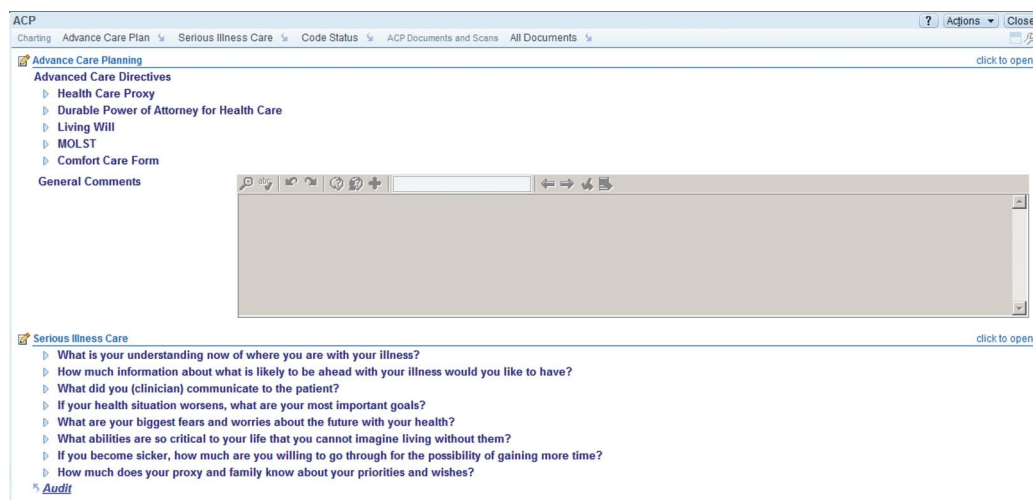 ACP
? Actions Close
Charting Advance Care Plan Serious Illness Care Code Status ACP Documents and Scans All Documents
Advance Care Planning click to open
Advanced Care Directives
Health Care Proxy
Durable Power of Attorney for Health Care
Living Will
MOLST
Comfort Care Form
General Comments
abc
Serious Illness Care click to open
What is your understanding now of where you are with your illness?
How much information about what is likely to be ahead with your illness would you like to have?
What did you (clinician) communicate to the patient?
If your health situation worsens, what are your most important goals?
What are your biggest fears and worries about the future with your health?
What abilities are so critical to your life that you cannot imagine living without them?
If you become sicker, how much are you willing to go through for the possibility of gaining more time?
How much does your proxy and family know about your priorities and wishes?
Audit